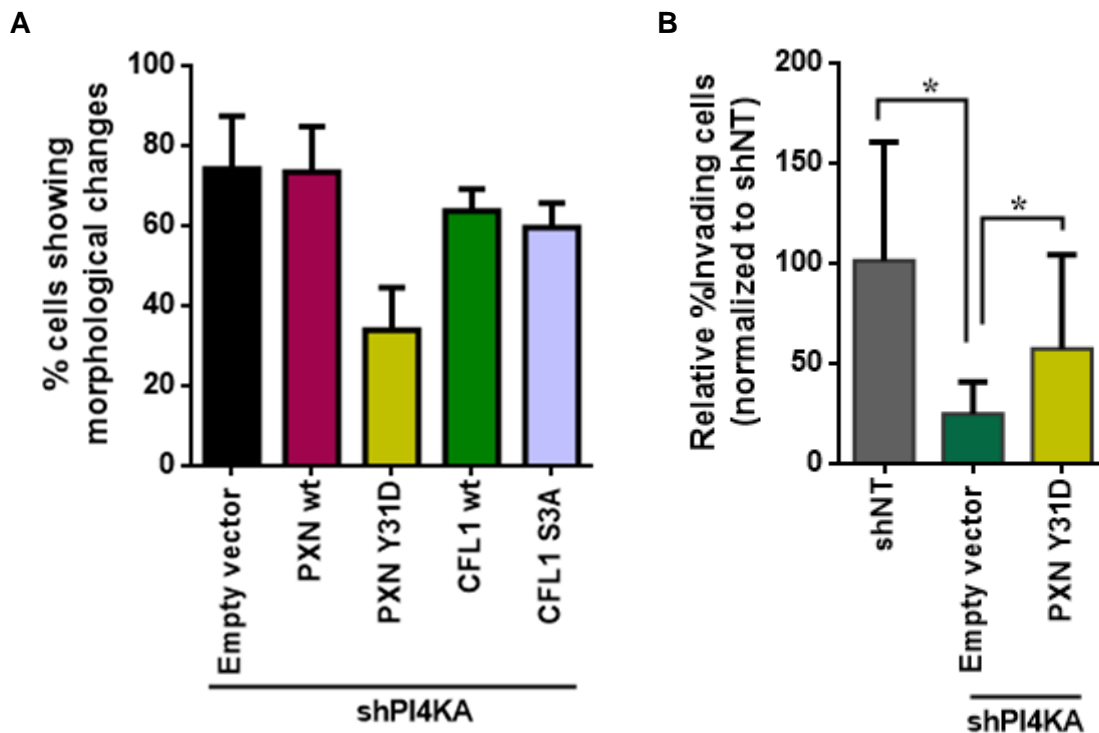 A
% cells showing
morphological changes
100
80
60
40
20
0
Empty vector
PXN wt
PXN Y31D
CFL1 wt
CFL1 S3A
shPI4KA
B
Relative %Invading cells
(normalized to shNT)
200
150
100
50
0
*
*
shNT
Empty vector
PXN Y31D
shPI4KA